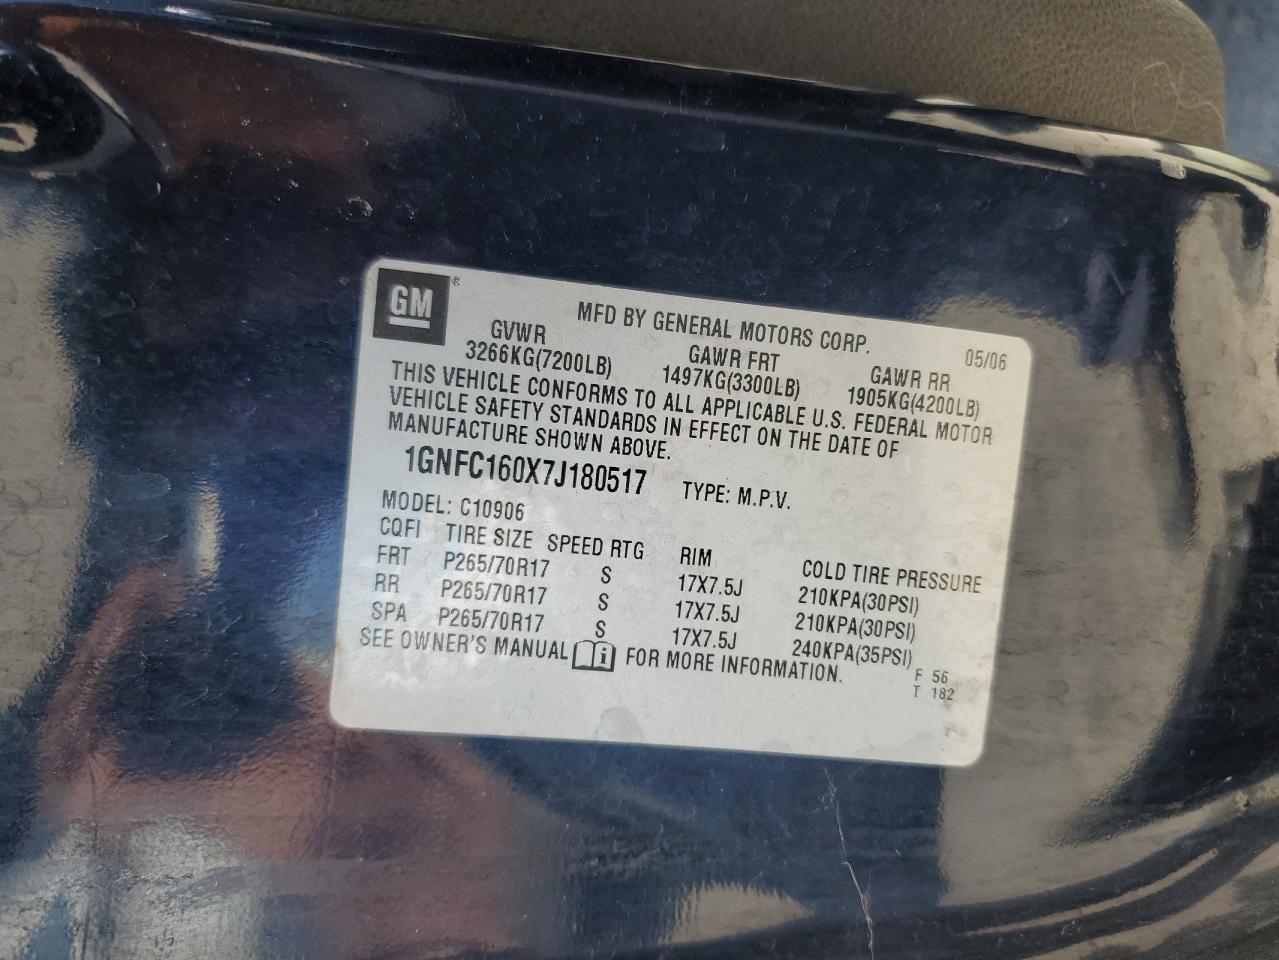 GM
MFD BY GENERAL MOTORS CORP. 05/06
GVWR GAWR FRT GAWR RR
3266KG(7200LB) 1497KG(3300LB) 1905KG(4200LB)
THIS VEHICLE CONFORMS TO ALL APPLICABLE U.S. FEDERAL MOTOR
VEHICLE SAFETY STANDARDS IN EFFECT ON THE DATE OF
MANUFACTURE SHOWN ABOVE.
1GNFC160X7J180517 TYPE: M.P.V.
MODEL: C10906
CQFI TIRE SIZE SPEED RTG RIM COLD TIRE PRESSURE
FRT P265/70R17 S 17X7.5J 210KPA(30PSI)
RR P265/70R17 S 17X7.5J 210KPA(30PSI)
SPA P265/70R17 S 17X7.5J 240KPA(35PSI)
SEE OWNER'S MANUAL i FOR MORE INFORMATION.
F 56
T 182